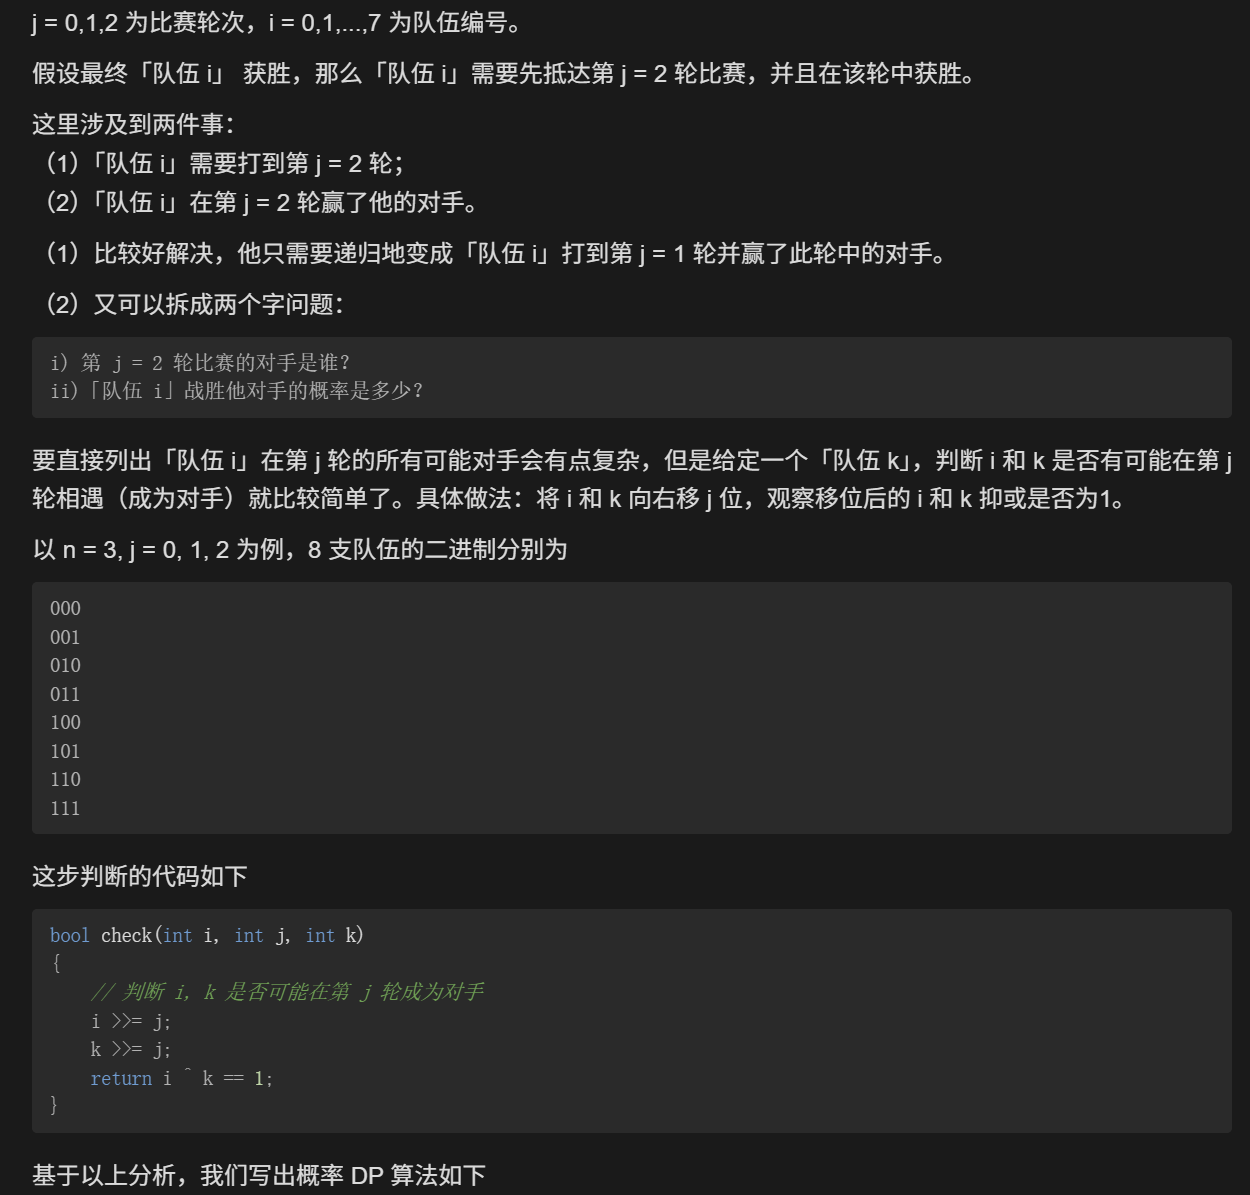 j = 0,1,2 为比赛轮次，i = 0,1,...,7 为队伍编号。
假设最终「队伍 i」 获胜，那么「队伍 i」需要先抵达第 j = 2 轮比赛，并且在该轮中获胜。
这里涉及到两件事：
（1）「队伍 i」需要打到第 j = 2 轮；
（2）「队伍 i」在第 j = 2 轮赢了他的对手。
（1）比较好解决，他只需要递归地变成「队伍 i」打到第 j = 1 轮并赢了此轮中的对手。
（2）又可以拆成两个字问题：
i) 第 j = 2 轮比赛的对手是谁？
ii)「队伍 i」战胜他对手的概率是多少？
要直接列出「队伍 i」在第 j 轮的所有可能对手会有点复杂，但是给定一个「队伍 k」，判断 i 和 k 是否有可能在第 j
轮相遇（成为对手）就比较简单了。具体做法：将 i 和 k 向右移 j 位，观察移位后的 i 和 k 抑或是否为1。
以 n = 3, j = 0, 1, 2 为例，8 支队伍的二进制分别为
000
001
010
011
100
101
110
111
这步判断的代码如下
bool check(int i, int j, int k)
{
// 判断 i, k 是否可能在第 j 轮成为对手
i >>= j;
k >>= j;
return i ^ k == 1;
}
基于以上分析，我们写出概率 DP 算法如下